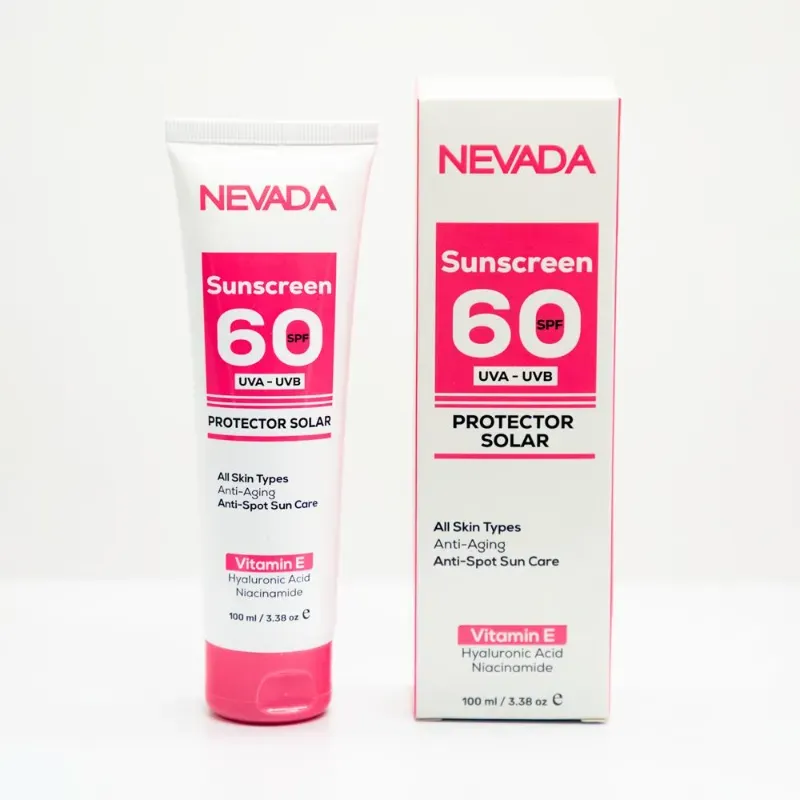 NEVADA
Sunscreen
60 SPF
UVA - UVB
PROTECTOR SOLAR
All Skin Types
Anti-Aging
Anti-Spot Sun Care
Vitamin E
Hyaluronic Acid
Niacinamide
100 ml / 3.38 oz ℮
NEVADA
Sunscreen
60 SPF
UVA - UVB
PROTECTOR
SOLAR
All Skin Types
Anti-Aging
Anti-Spot Sun Care
Vitamin E
Hyaluronic Acid
Niacinamide
100 ml / 3.38 oz ℮